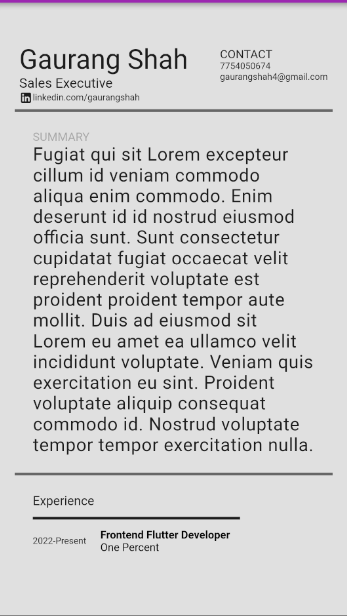 Gaurang Shah
Sales Executive
linkedin.com/gaurangshah
CONTACT
7754050674
gaurangshah4@gmail.com
SUMMARY
Fugiat qui sit Lorem excepteur
cillum id veniam commodo
aliqua enim commodo. Enim
deserunt id id nostrud eiusmod
officia sunt. Sunt consectetur
cupidatat fugiat occaecat velit
reprehenderit voluptate est
proident proident tempor aute
mollit. Duis ad eiusmod sit
Lorem eu amet ea ullamco velit
incididunt voluptate. Veniam quis
exercitation eu sint. Proident
voluptate aliquip consequat
commodo id. Nostrud voluptate
tempor tempor exercitation nulla.
Experience
2022-Present
Frontend Flutter Developer
One Percent